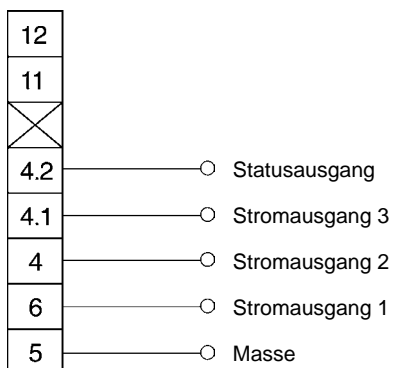 12
11
4.2 Statusausgang
4.1 Stromausgang 3
4 Stromausgang 2
6 Stromausgang 1
5 Masse